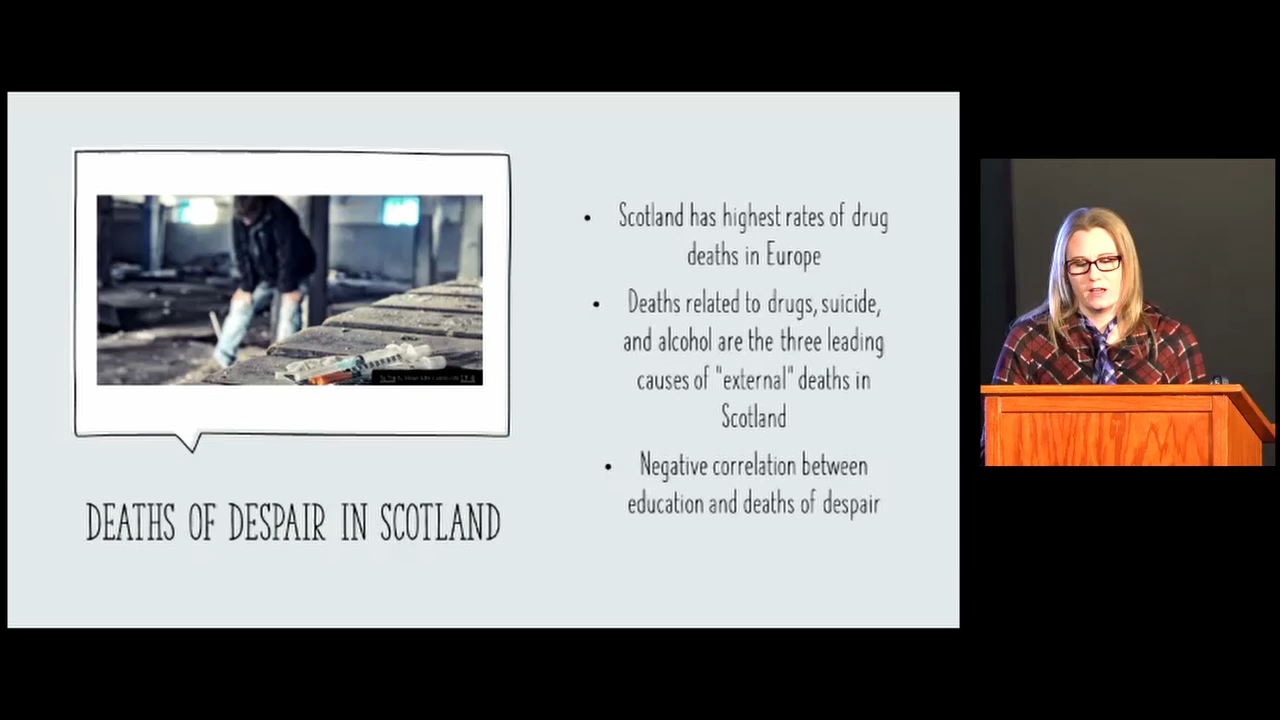 Scotland has highest rates of drug
deaths in Europe
Deaths related to drugs, suicide,
and alcohol are the three leading
causes of "external" deaths in
Scotland
Negative correlation between
education and deaths of despair
DEATHS OF DESPAIR IN SCOTLAND